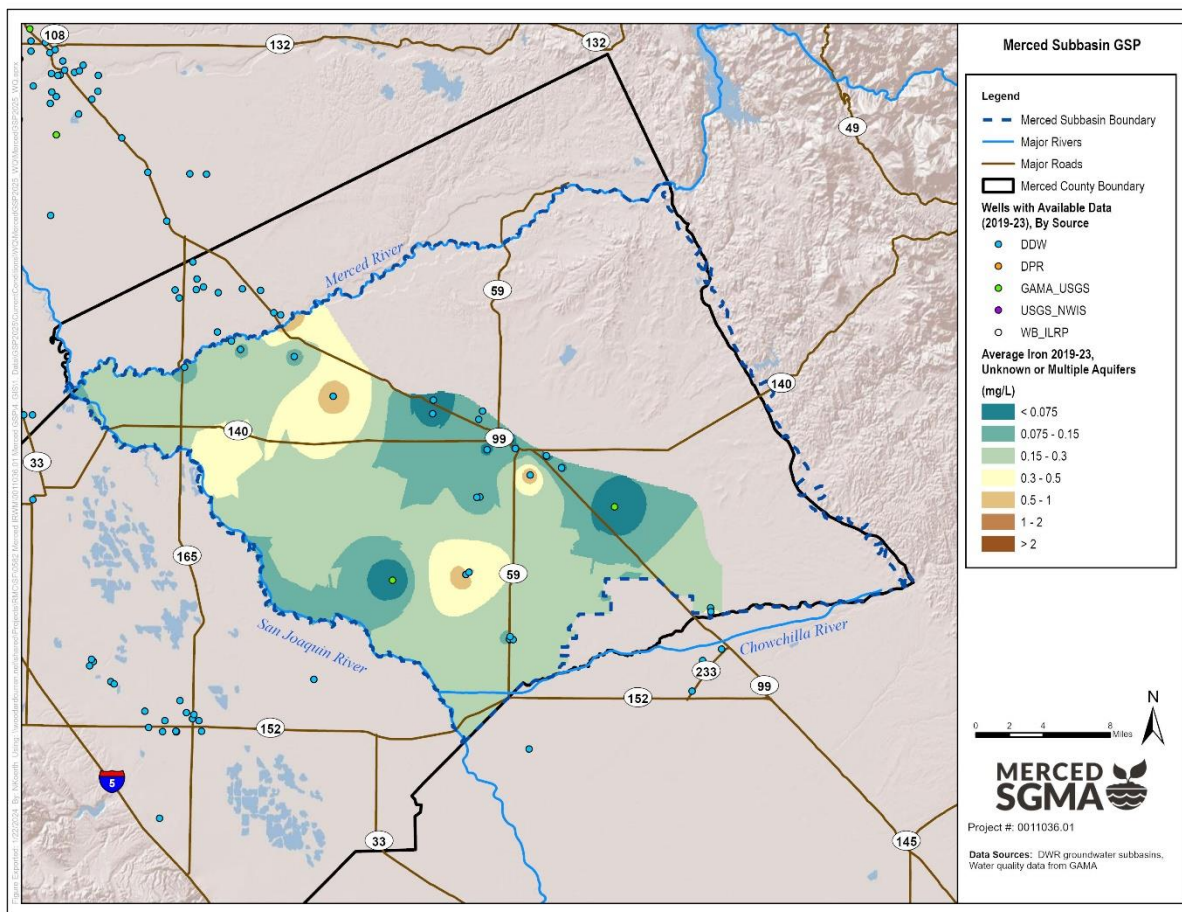 108
132
132
49
Merced River
59
140
140
99
33
165
59
San Joaquin River
Chowchilla River
233
99
152
152
5
33
145
Merced Subbasin GSP
Legend
Merced Subbasin Boundary
Major Rivers
Major Roads
Merced County Boundary
Wells with Available Data
(2019-23), By Source
DDW
DPR
GAMA_USGS
USGS_NWIS
WB_ILRP
Average Iron 2019-23,
Unknown or Multiple Aquifers
(mg/L)
< 0.075
0.075 - 0.15
0.15 - 0.3
0.3 - 0.5
0.5 - 1
1 - 2
> 2
N
0 2 4 8
Miles
MERCED
SGMA
Project #: 0011036.01
Data Sources: DWR groundwater subbasins,
Water quality data from GAMA